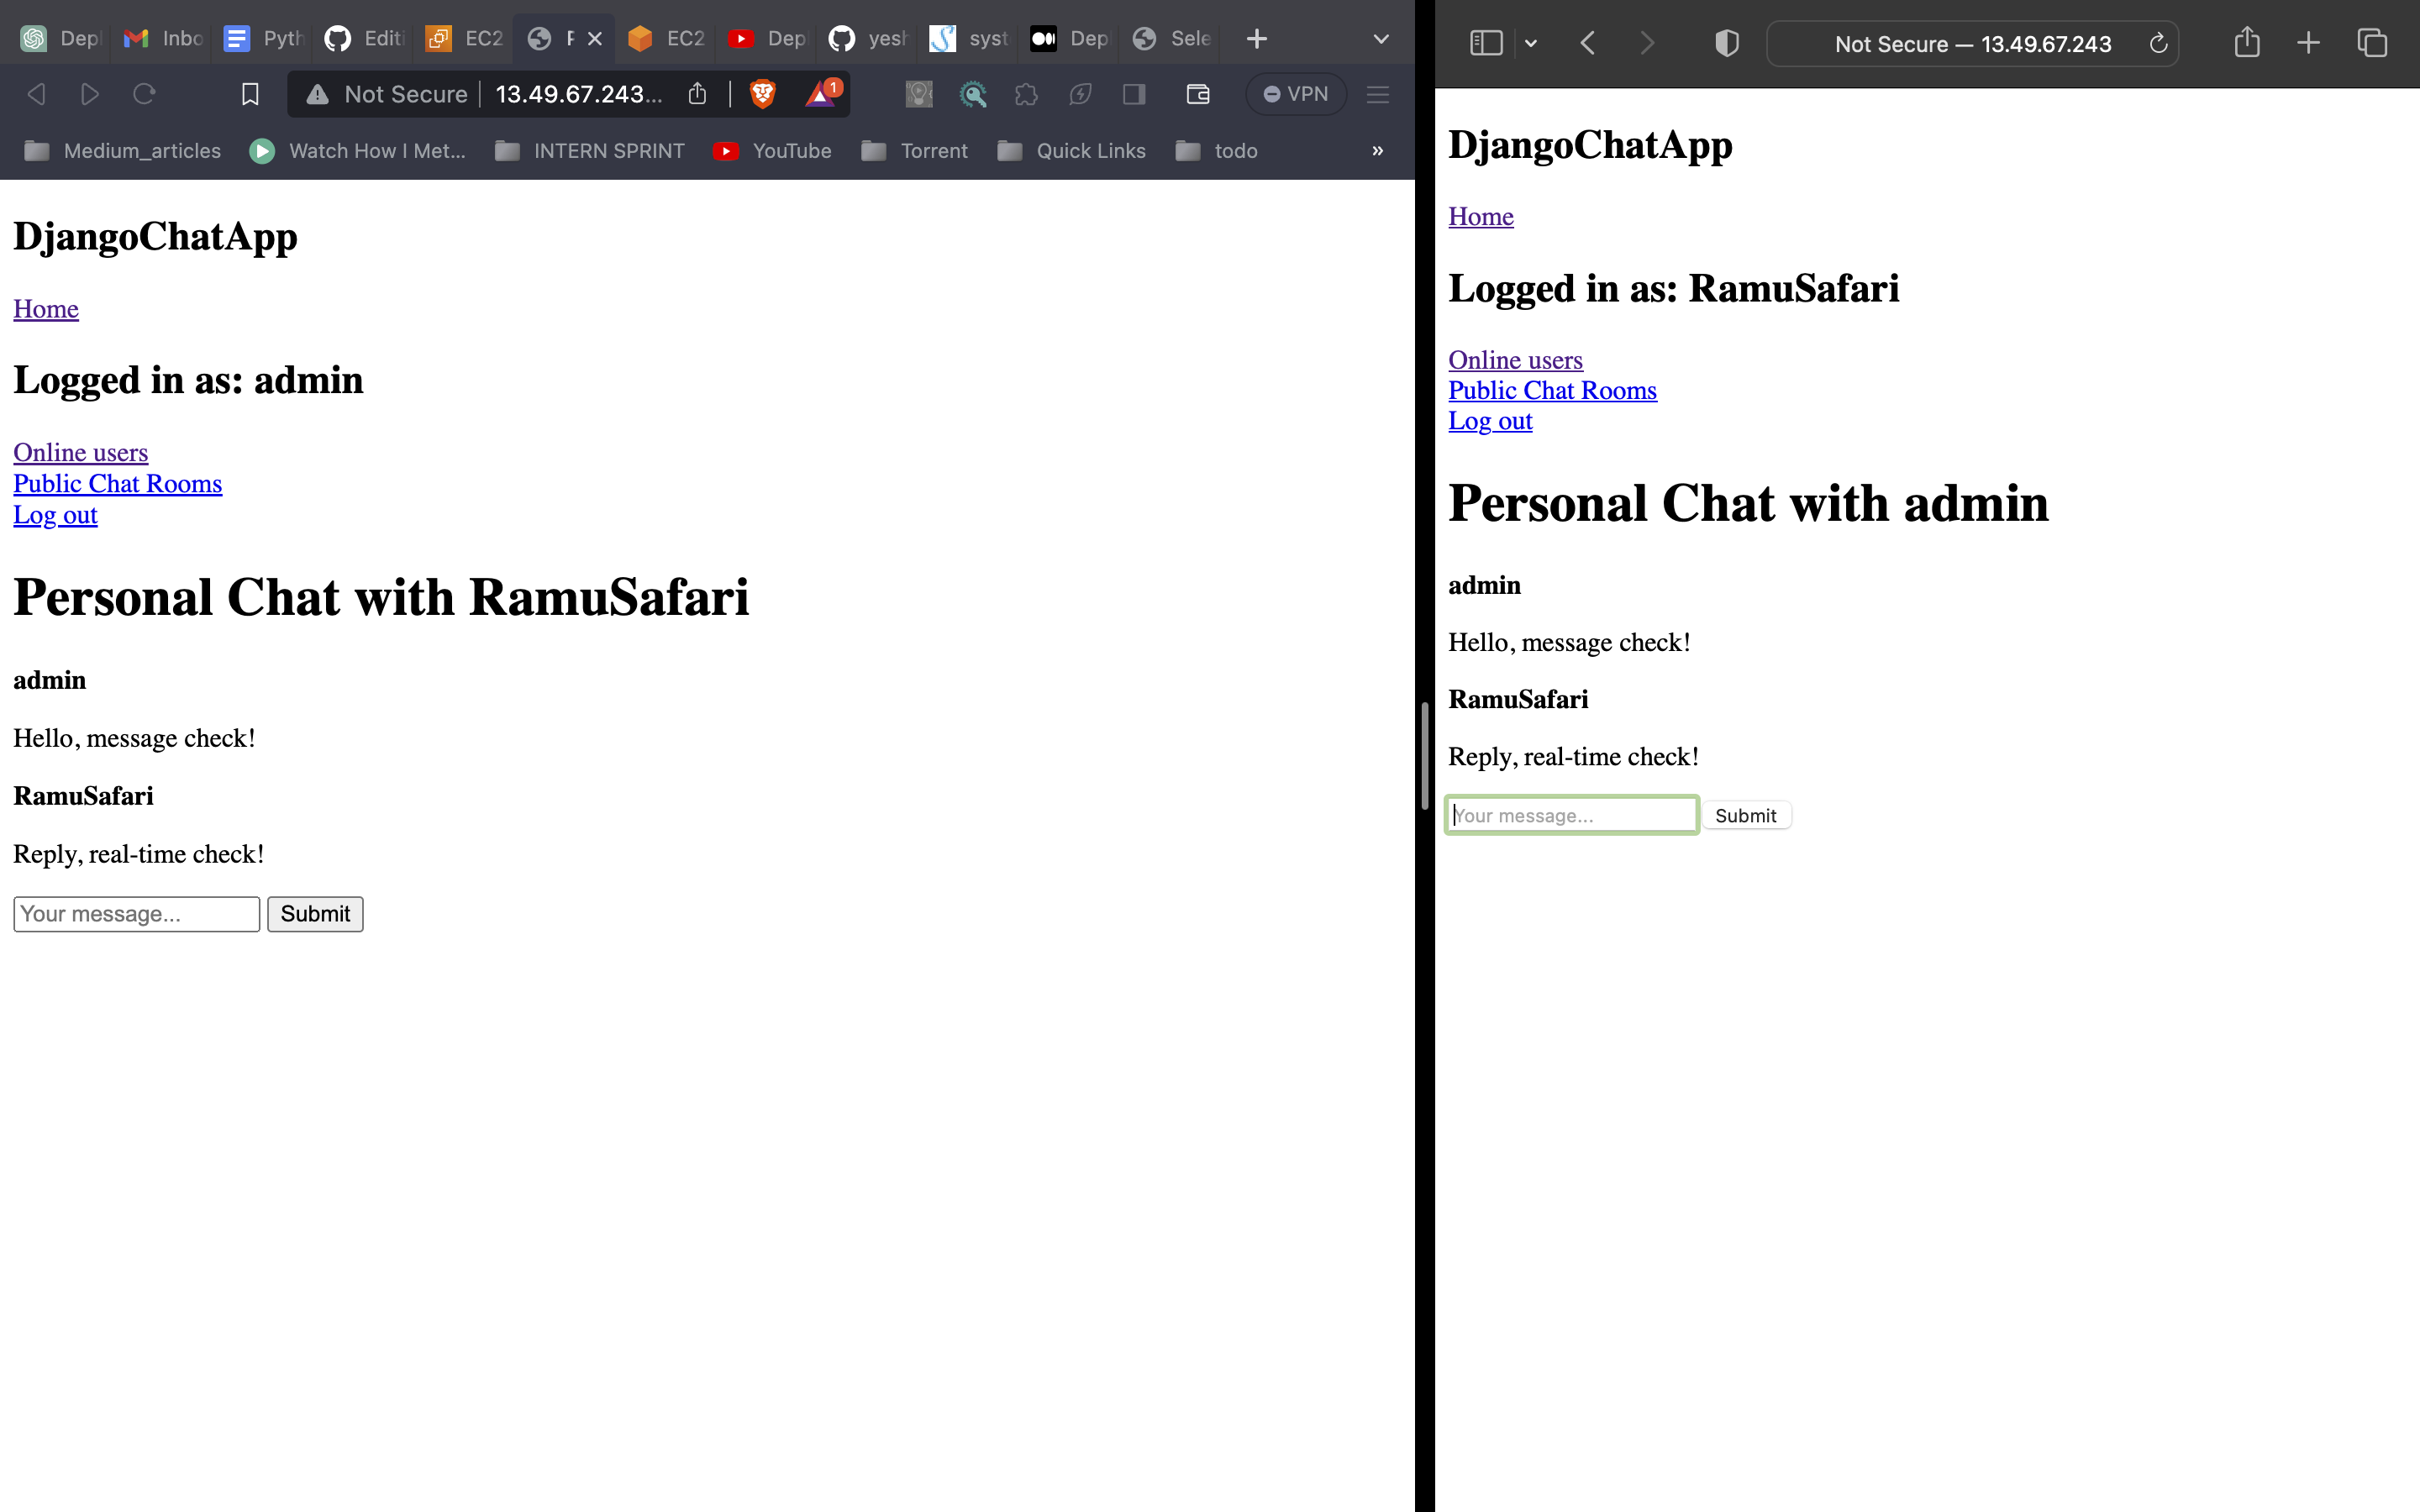 Depl
Inbo
Pyth
Editi
EC2
EC2
Dep
yesh
syst
Dep
Sele
Not Secure
13.49.67.243...
1
VPN
Medium_articles
Watch How I Met...
INTERN SPRINT
YouTube
Torrent
Quick Links
todo
»
DjangoChatApp
Home
Logged in as: admin
Online users
Public Chat Rooms
Log out
Personal Chat with RamuSafari
admin
Hello, message check!
RamuSafari
Reply, real-time check!
Your message...
Submit
Not Secure — 13.49.67.243
DjangoChatApp
Home
Logged in as: RamuSafari
Online users
Public Chat Rooms
Log out
Personal Chat with admin
admin
Hello, message check!
RamuSafari
Reply, real-time check!
Your message...
Submit